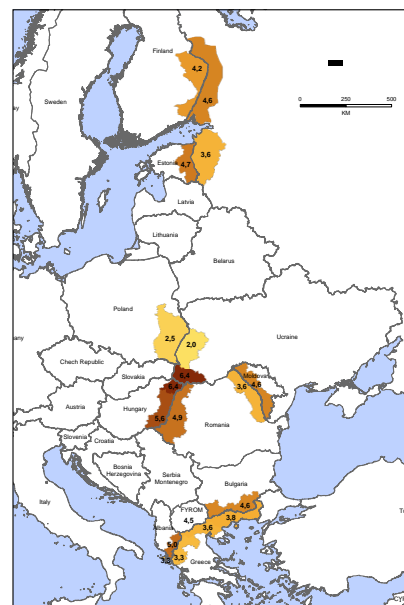 Finland
4,2
4,6
Sweden
0 250 500
KM
3,6
Estonia
4,7
Latvia
Lithuania
Belarus
Poland
2,5
2,0
Ukraine
any
Chech Republic
Slovakia
6,4
6,4
Moldova
3,6
4,6
Austria
Hungary
5,6
4,9
Romania
Slovenia
Croatia
Bosnia
Herzegovina
Serbia
Montenegro
Italy
Bulgaria
4,6
FYROM
4,5
3,8
3,6
Albania
5,0
3,3
Greece